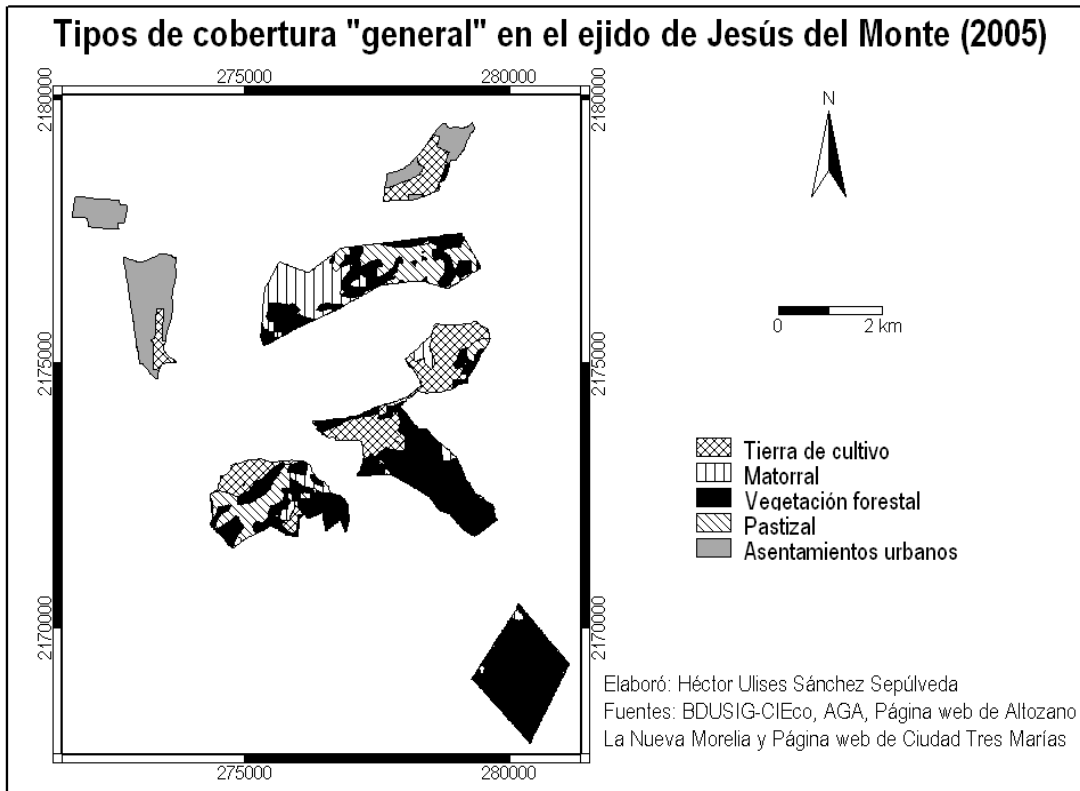 Tipos de cobertura "general" en el ejido de Jesús del Monte (2005)
275000 280000
2180000 2180000
N
0 2 km
2175000 2175000
Tierra de cultivo
Matorral
Vegetación forestal
Pastizal
Asentamientos urbanos
2170000 2170000
Elaboró: Héctor Ulises Sánchez Sepúlveda
Fuentes: BDUSIG-CIEco, AGA, Página web de Altozano
La Nueva Morelia y Página web de Ciudad Tres Marías
275000 280000